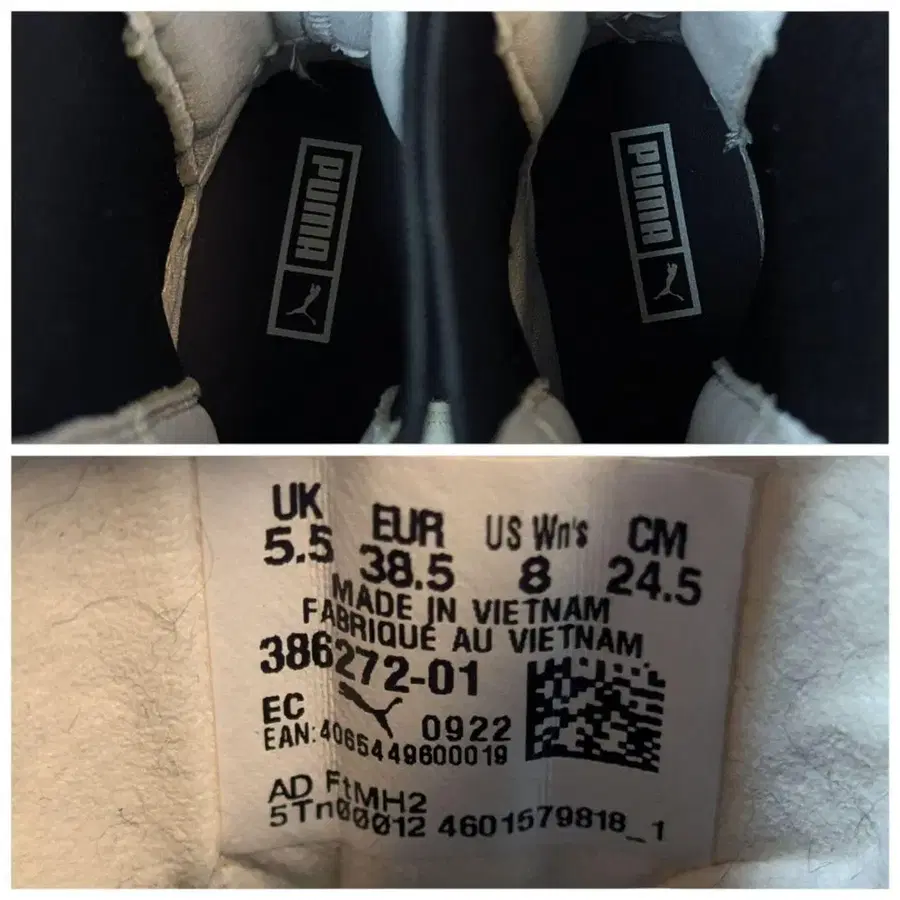 PUMA
PUMA
UK EUR US Wn's CM
5.5 38.5 8 24.5
MADE IN VIETNAM
FABRIQUÉ AU VIETNAM
386272-01
EC 0922
EAN:4065449600019
AD FtMH2
5Tn00012 4601579818_1